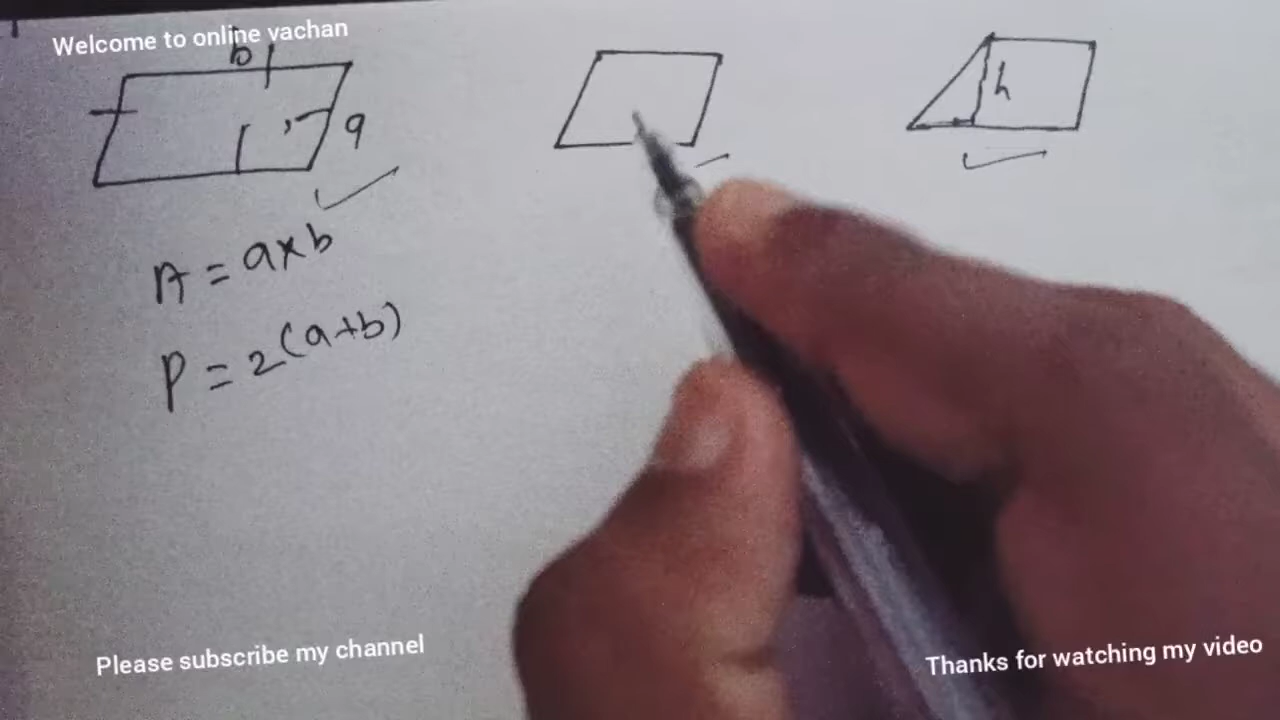 Welcome to online vachan
b
a
h
A = a×b
P = 2(a+b)
Please subscribe my channel
Thanks for watching my video